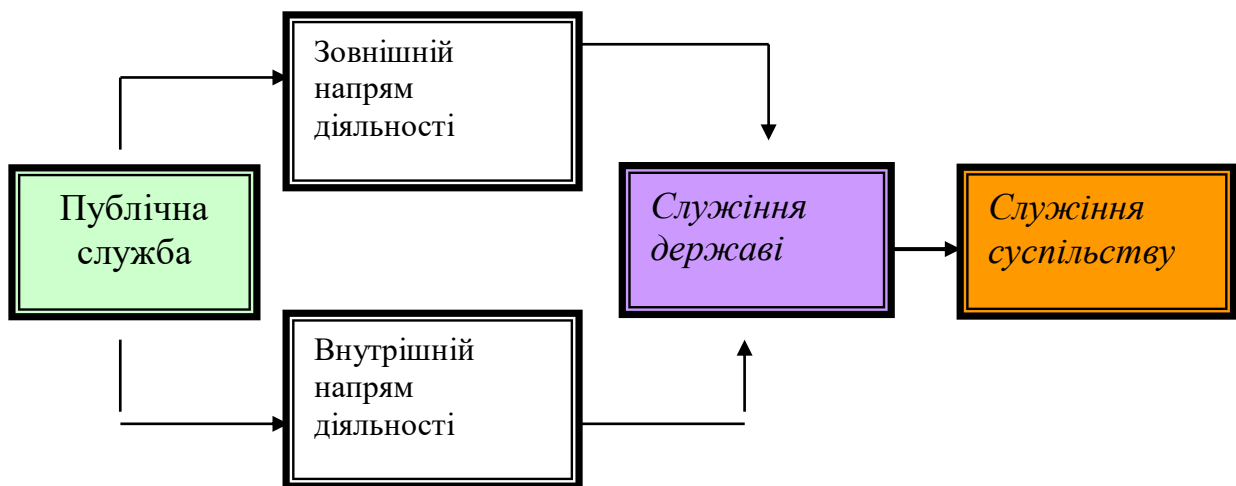 Зовнішній
напрям
діяльності
Публічна
служба
Служіння
державі
Служіння
суспільству
Внутрішній
напрям
діяльності